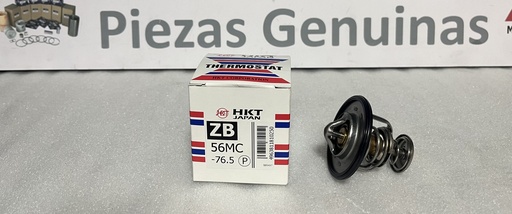 Piezas Genuinas
THERMOSTAT
HKT
JAPAN
ZB
56MC
-76.5 P